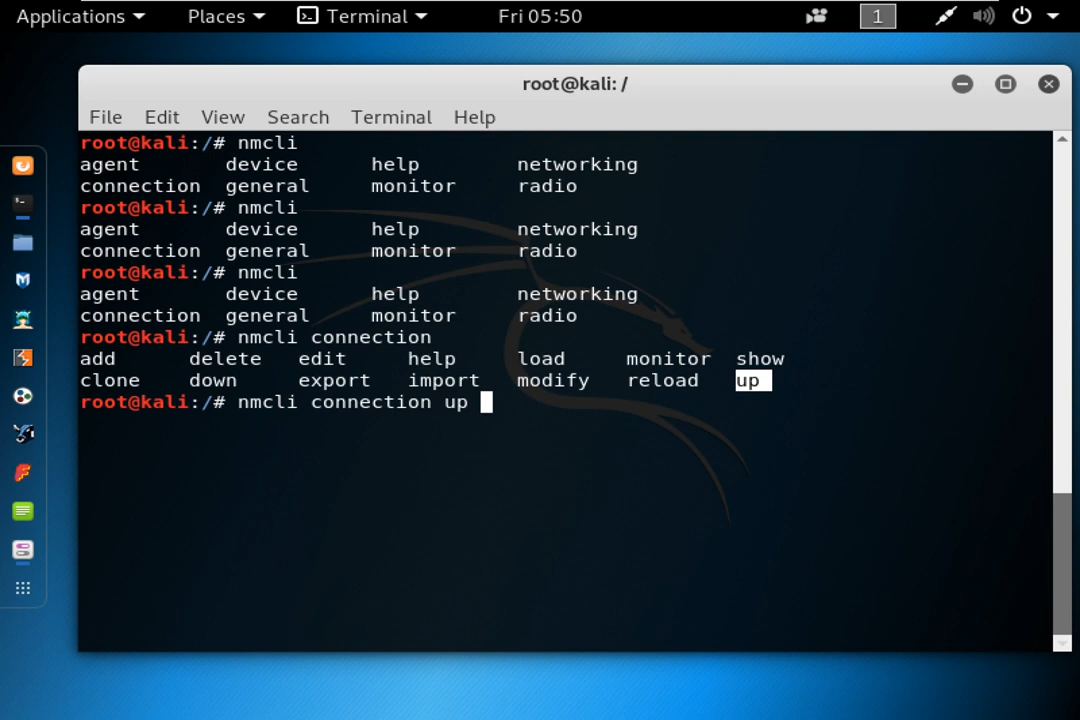 Applications Places Terminal Fri 05:50 1
root@kali: /
File Edit View Search Terminal Help
root@kali:/# nmcli
agent device help networking
connection general monitor radio
root@kali:/# nmcli
agent device help networking
connection general monitor radio
root@kali:/# nmcli
agent device help networking
connection general monitor radio
root@kali:/# nmcli connection
add delete edit help load monitor show
clone down export import modify reload up
root@kali:/# nmcli connection up